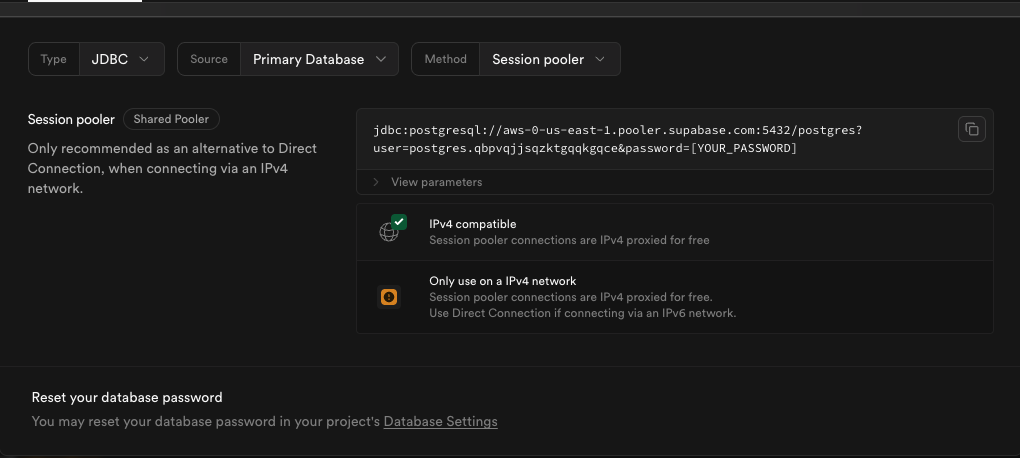 Type JDBC Source Primary Database Method Session pooler
Session pooler Shared Pooler
Only recommended as an alternative to Direct
Connection, when connecting via an IPv4
network.
jdbc:postgresql://aws-0-us-east-1.pooler.supabase.com:5432/postgres?
user=postgres.qbpvqjjsqzktgqqkgqce&password=[YOUR_PASSWORD]
View parameters
IPv4 compatible
Session pooler connections are IPv4 proxied for free
Only use on a IPv4 network
Session pooler connections are IPv4 proxied for free.
Use Direct Connection if connecting via an IPv6 network.
Reset your database password
You may reset your database password in your project's Database Settings